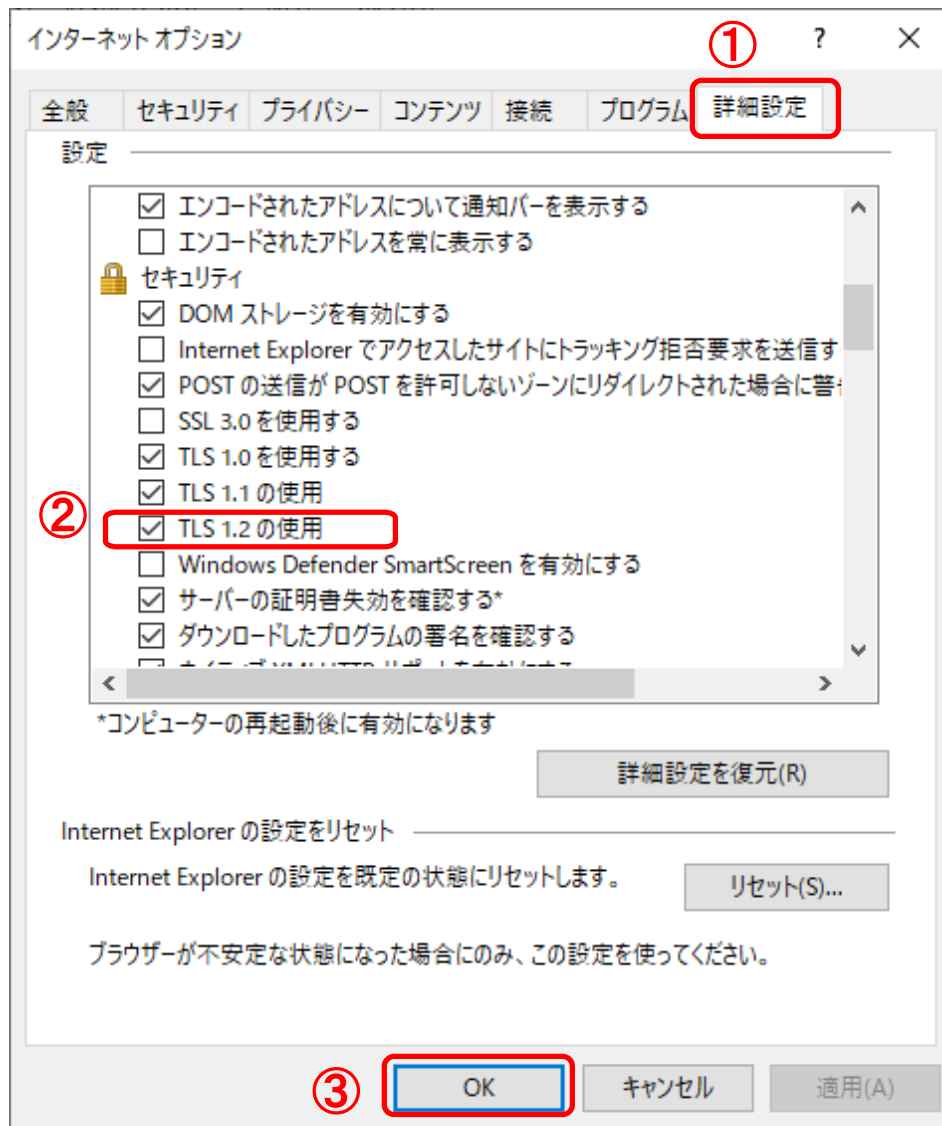 インターネット オプション
①
?
×
全般
セキュリティ
プライバシー
コンテンツ
接続
プログラム
詳細設定
設定
エンコードされたアドレスについて通知バーを表示する
エンコードされたアドレスを常に表示する
セキュリティ
DOM ストレージを有効にする
Internet Explorer でアクセスしたサイトにトラッキング拒否要求を送信す
POST の送信が POST を許可しないゾーンにリダイレクトされた場合に警
SSL 3.0 を使用する
TLS 1.0 を使用する
TLS 1.1 の使用
②
TLS 1.2 の使用
Windows Defender SmartScreen を有効にする
サーバーの証明書失効を確認する*
ダウンロードしたプログラムの署名を確認する
*コンピューターの再起動後に有効になります
詳細設定を復元(R)
Internet Explorer の設定をリセット
Internet Explorer の設定を既定の状態にリセットします。
リセット(S)...
ブラウザーが不安定な状態になった場合にのみ、この設定を使ってください。
③
OK
キャンセル
適用(A)